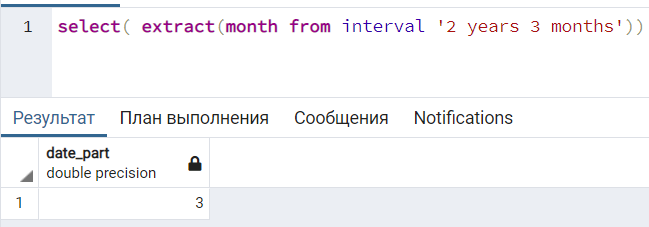 1 select( extract(month from interval '2 years 3 months'))
Результат План выполнения Сообщения Notifications
date_part
double precision
1 3